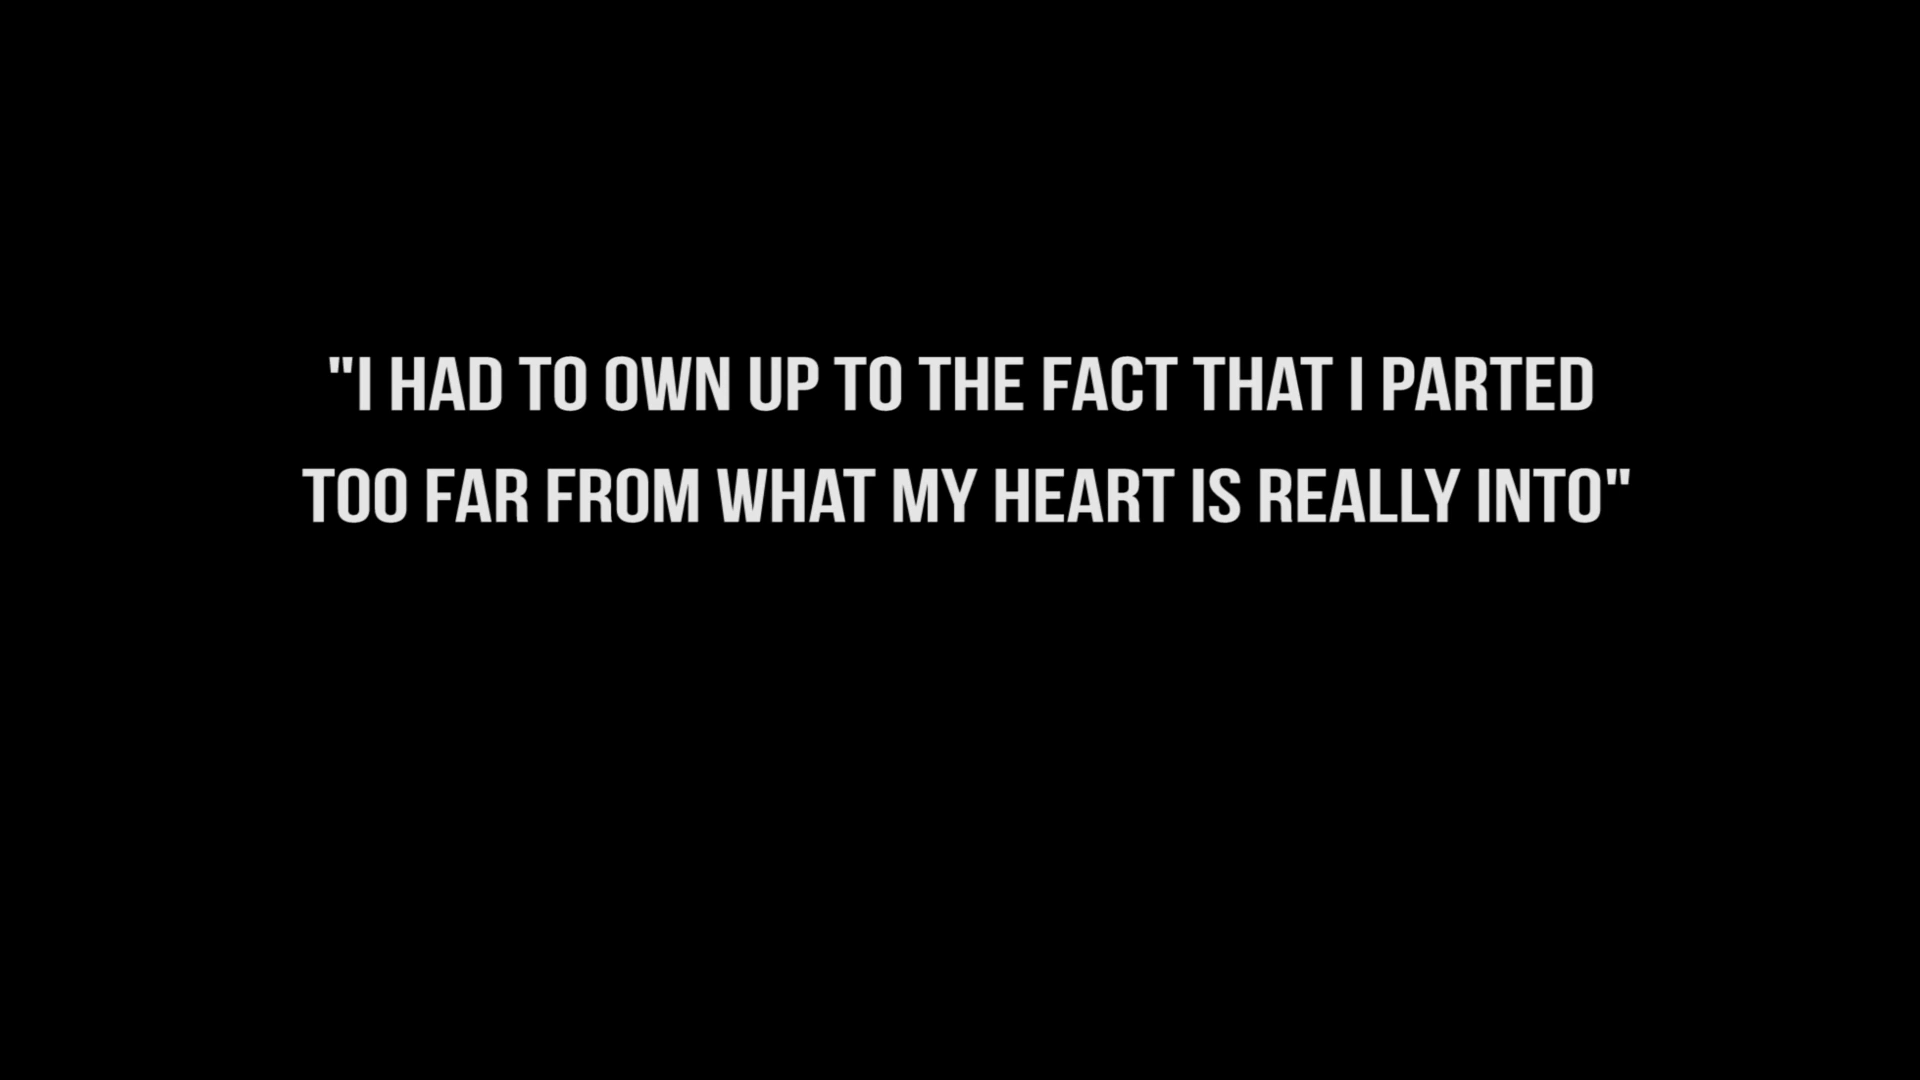 "I HAD TO OWN UP TO THE FACT THAT I PARTED
TOO FAR FROM WHAT MY HEART IS REALLY INTO"